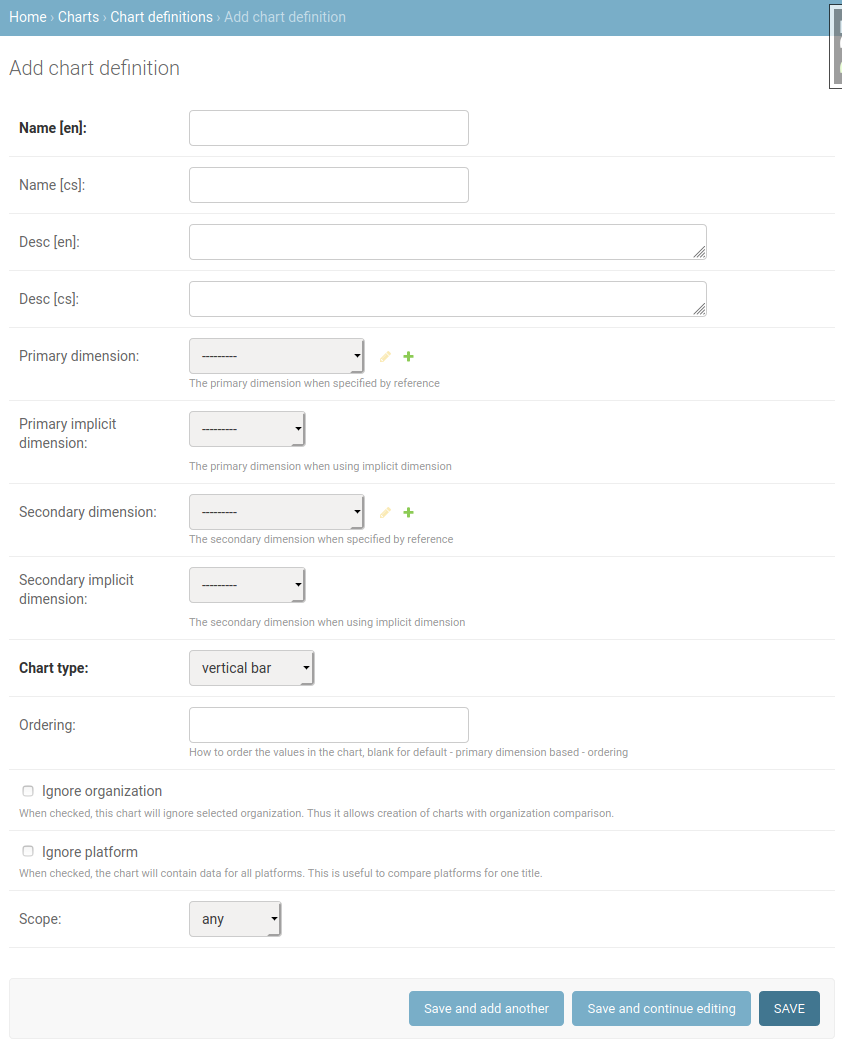 Home › Charts › Chart definitions › Add chart definition
Add chart definition
Name [en]:
Name [cs]:
Desc [en]:
Desc [cs]:
Primary dimension:
---------
The primary dimension when specified by reference
Primary implicit
dimension:
---------
The primary dimension when using implicit dimension
Secondary dimension:
---------
The secondary dimension when specified by reference
Secondary implicit
dimension:
---------
The secondary dimension when using implicit dimension
Chart type:
vertical bar
Ordering:
How to order the values in the chart, blank for default - primary dimension based - ordering
Ignore organization
When checked, this chart will ignore selected organization. Thus it allows creation of charts with organization comparison.
Ignore platform
When checked, the chart will contain data for all platforms. This is useful to compare platforms for one title.
Scope:
any
Save and add another
Save and continue editing
SAVE